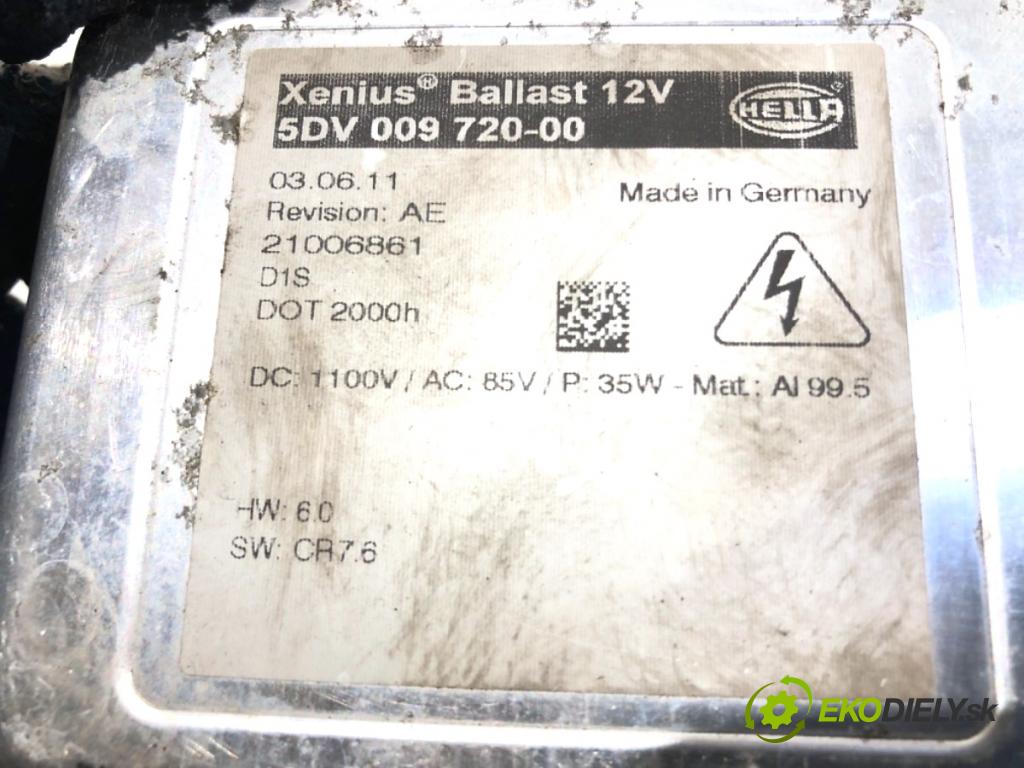 Xenius® Ballast 12V
5DV 009 720-00
HELLA®
03.06.11
Made in Germany
Revision: AE
21006861
D1S
DOT 2000h
DC: 1100V / AC: 85V / P: 35W - Mat.: Al 99.5
HW: 6.0
SW: CR7.6
EKODIELY.sk